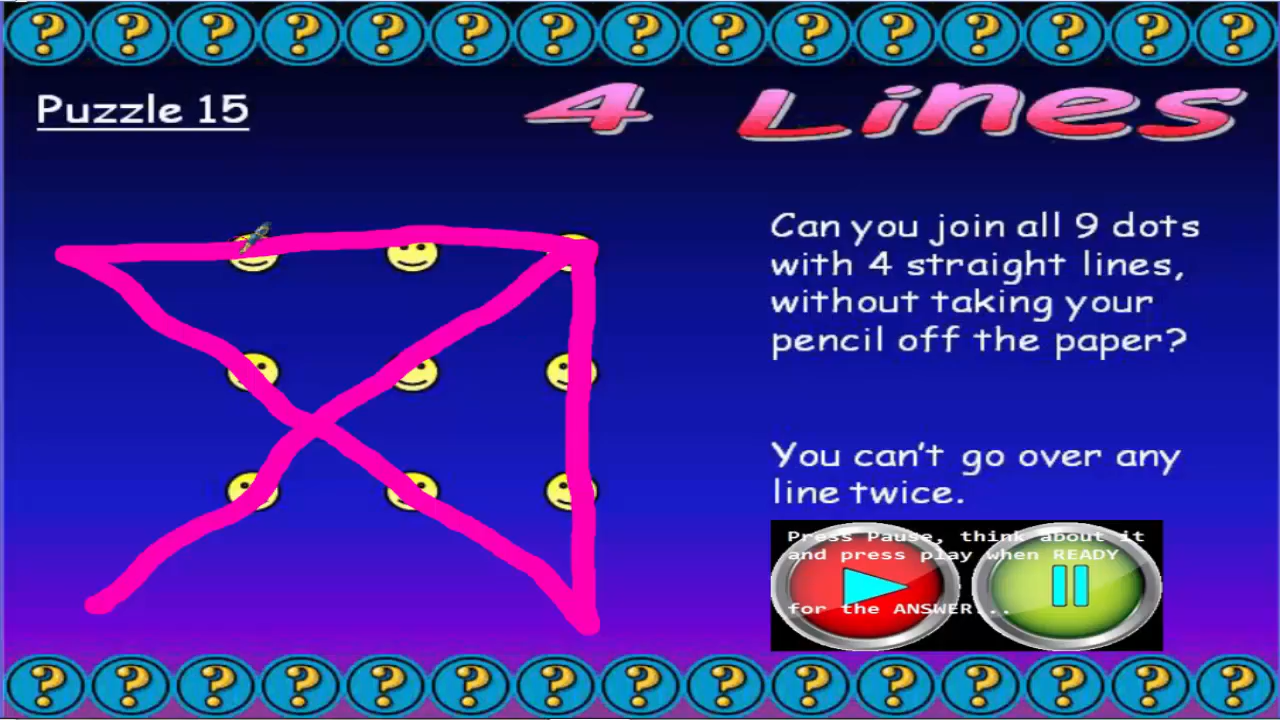 ? ? ? ? ? ? ? ? ? ? ? ? ? ? ?
Puzzle 15
4 Lines
Can you join all 9 dots
with 4 straight lines,
without taking your
pencil off the paper?
You can't go over any
line twice.
Press Pause, think about it
and press play when READY
for the ANSWER...
? ? ? ? ? ? ? ? ? ? ? ? ? ? ?